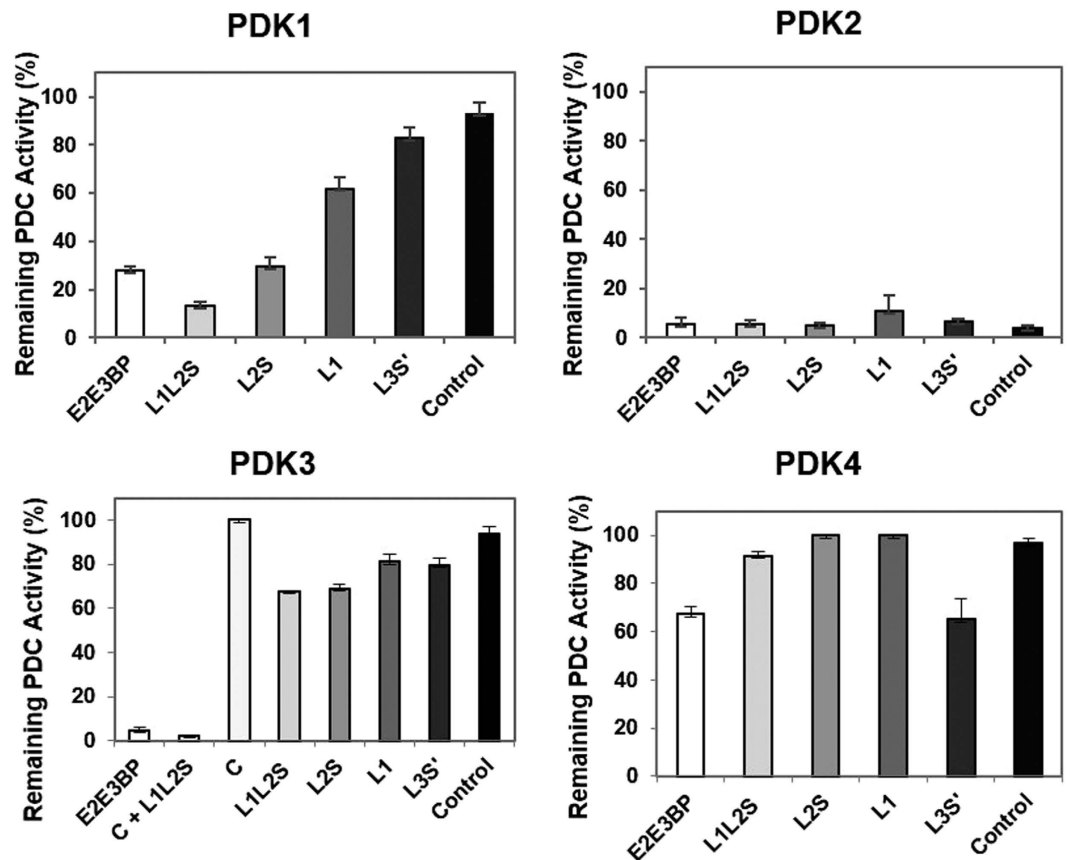 PDK1
Remaining PDC Activity (%)
100
80
60
40
20
0
E2E3BP
L1L2S
L2S
L1
L3S'
Control
PDK2
Remaining PDC Activity (%)
100
80
60
40
20
0
E2E3BP
L1L2S
L2S
L1
L3S'
Control
PDK3
Remaining PDC Activity (%)
100
80
60
40
20
0
E2E3BP
C + L1L2S
C
L1L2S
L2S
L1
L3S'
Control
PDK4
Remaining PDC Activity (%)
100
80
60
40
20
0
E2E3BP
L1L2S
L2S
L1
L3S'
Control